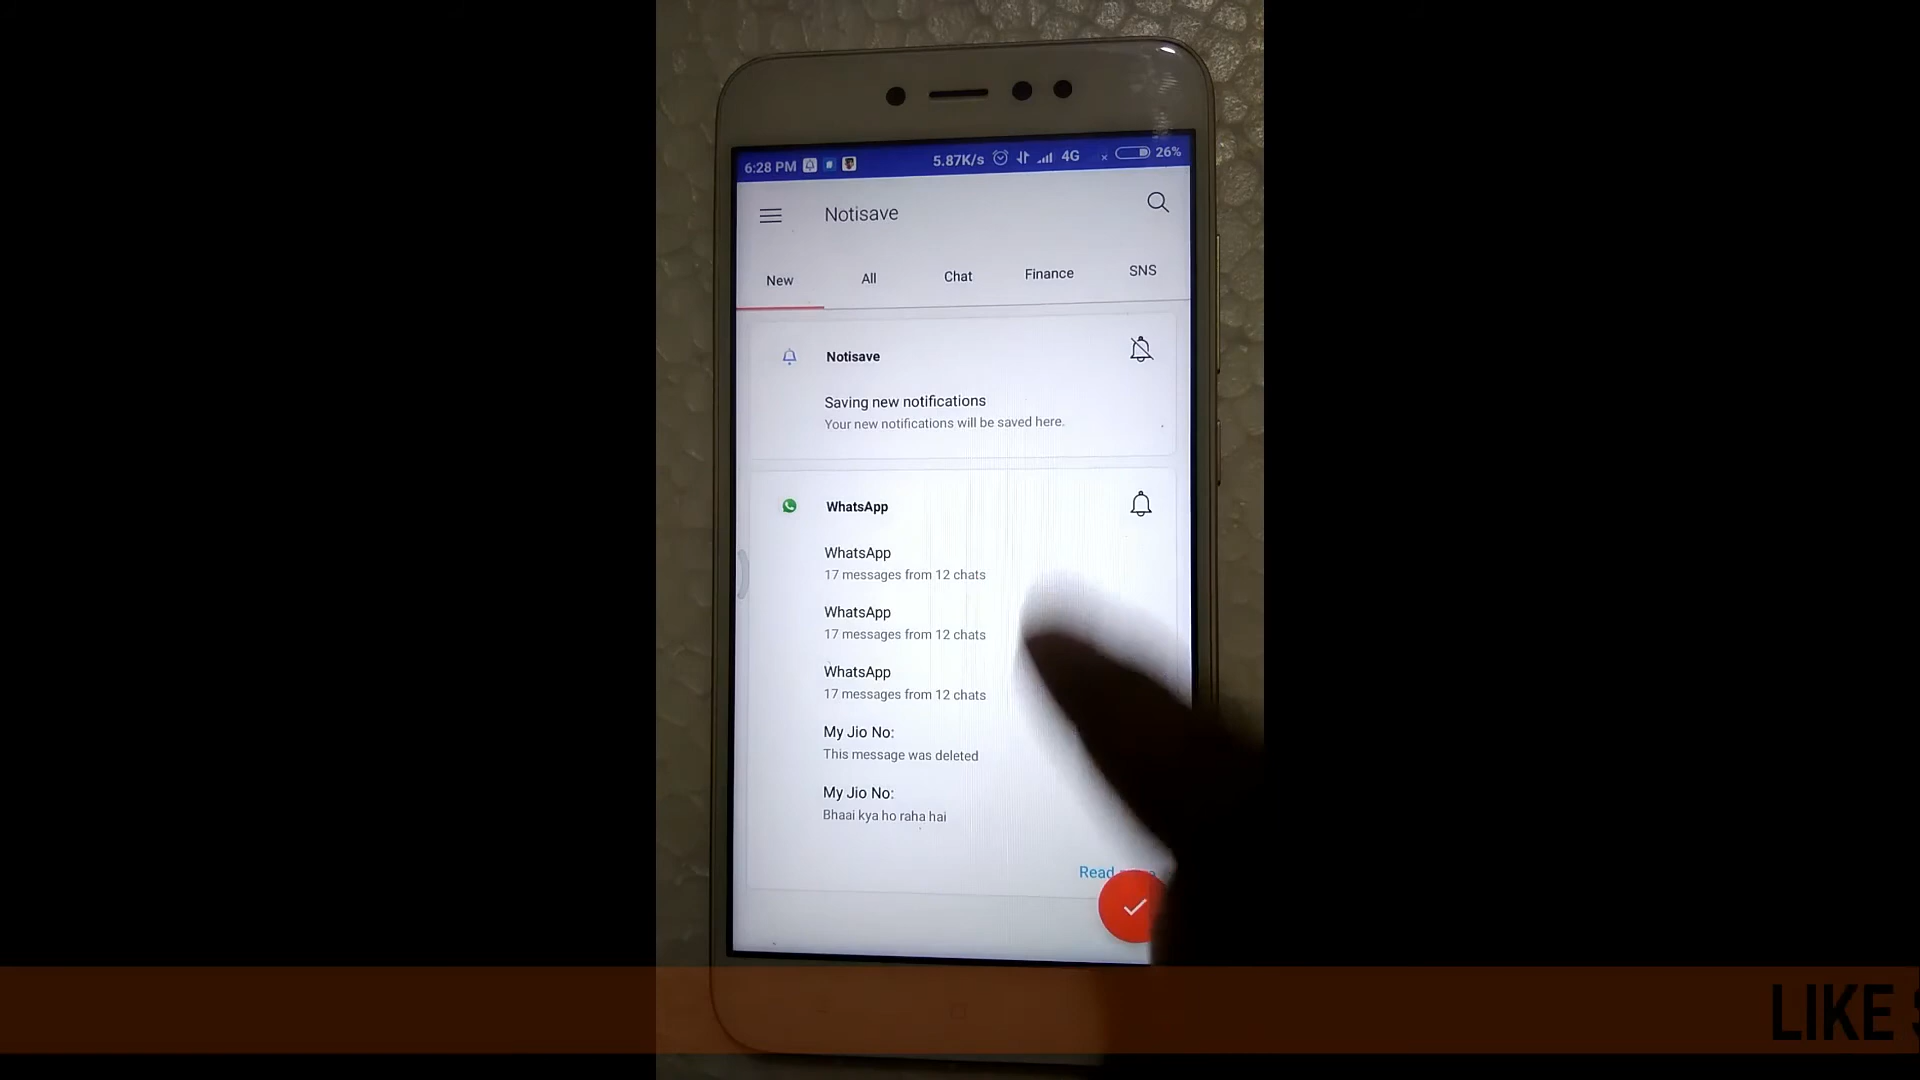 6:28 PM 5.87K/s 4G 26%
Notisave
New All Chat Finance SNS
Notisave
Saving new notifications
Your new notifications will be saved here.
WhatsApp
WhatsApp
17 messages from 12 chats
WhatsApp
17 messages from 12 chats
WhatsApp
17 messages from 12 chats
My Jio No:
This message was deleted
My Jio No:
Bhaai kya ho raha hai
Read
LIKE